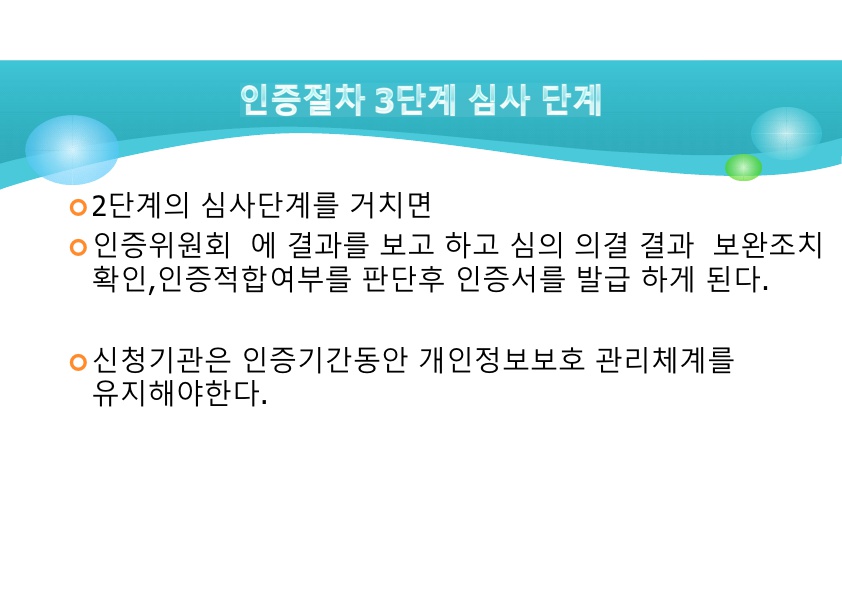 인증절차 3단계 심사 단계
2단계의 심사단계를 거치면
인증위원회  에 결과를 보고 하고 심의 의결 결과  보완조치
확인,인증적합여부를 판단후 인증서를 발급 하게 된다.
신청기관은 인증기간동안 개인정보보호 관리체계를
유지해야한다.